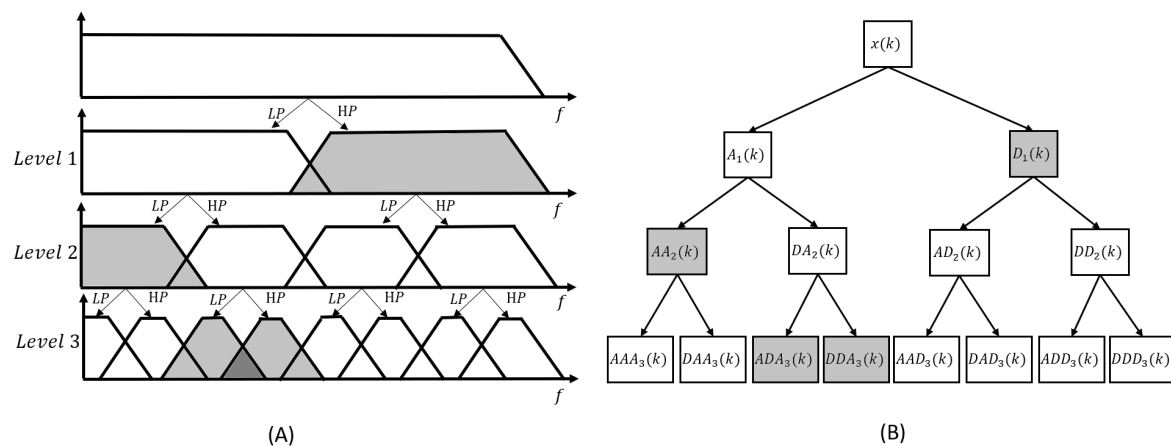 f
LP HP
Level 1
f
LP HP LP HP
Level 2
f
LP HP LP HP LP HP LP HP
Level 3
f
(A)
x(k)
A₁(k) D₁(k)
AA₂(k) DA₂(k) AD₂(k) DD₂(k)
AAA₃(k) DAA₃(k) ADA₃(k) DDA₃(k) AAD₃(k) DAD₃(k) ADD₃(k) DDD₃(k)
(B)